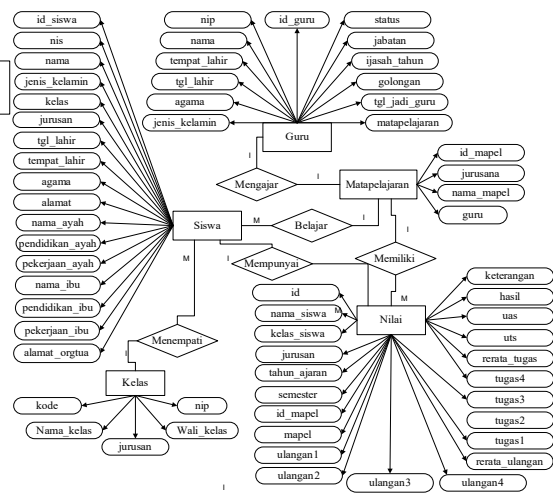 id_siswa
nis
nama
jenis_kelamin
kelas
jurusan
tgl_lahir
tempat_lahir
agama
alamat
nama_ayah
pendidikan_ayah
pekerjaan_ayah
nama_ibu
pendidikan_ibu
pekerjaan_ibu
alamat_orgtua
nip
nama
tempat_lahir
tgl_lahir
agama
jenis_kelamin
id_guru
status
jabatan
ijasah_tahun
golongan
tgl_jadi_guru
matapelajaran
Guru
I
Mengajar
I
Matapelajaran
id_mapel
jurusana
nama_mapel
guru
Siswa
M
Belajar
I
I
Mempunyai
M
I
Memiliki
M
M
Menempati
I
Kelas
kode
Nama_kelas
jurusan
Wali_kelas
nip
Nilai
id
nama_siswa
kelas_siswa
jurusan
tahun_ajaran
semester
id_mapel
mapel
ulangan1
ulangan2
ulangan3
ulangan4
keterangan
hasil
uas
uts
rerata_tugas
tugas4
tugas3
tugas2
tugas1
rerata_ulangan
I